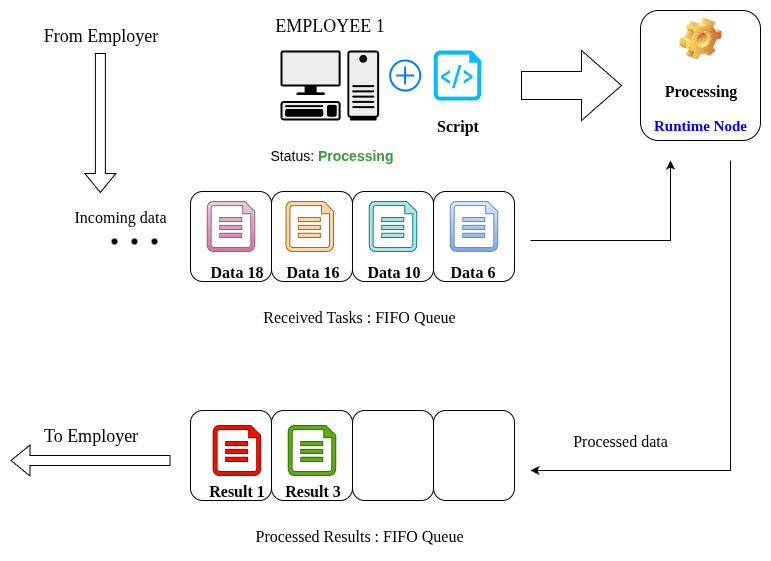 From Employer
EMPLOYEE 1
</>
Script
Processing
Runtime Node
Status: Processing
Incoming data
Data 18
Data 16
Data 10
Data 6
Received Tasks : FIFO Queue
To Employer
Processed data
Result 1
Result 3
Processed Results : FIFO Queue